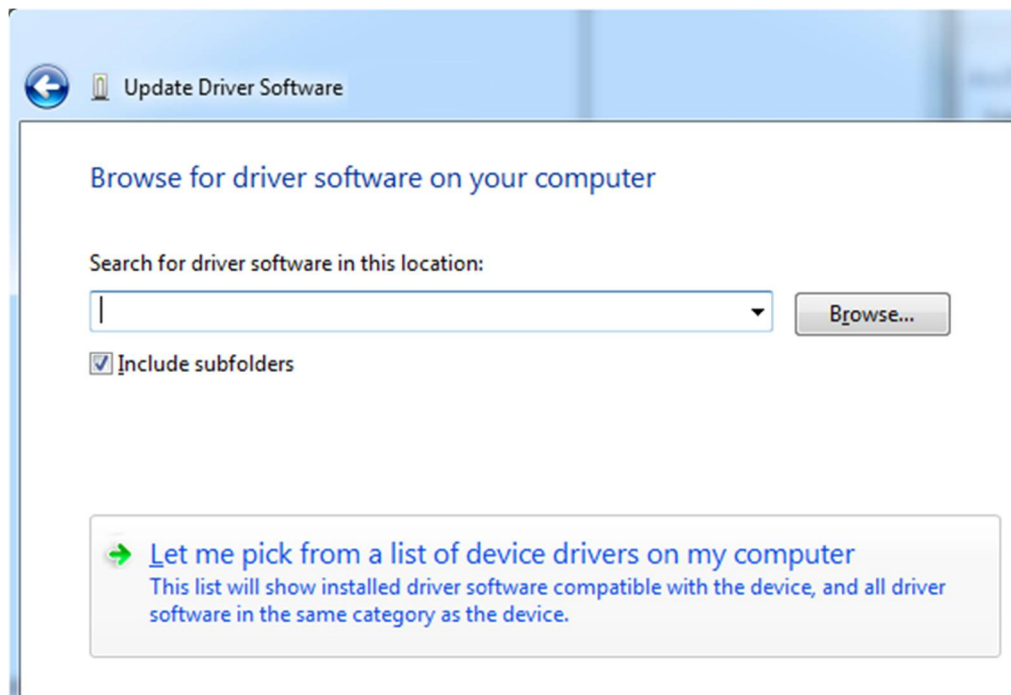 Update Driver Software
Browse for driver software on your computer
Search for driver software in this location:
Browse...
Include subfolders
Let me pick from a list of device drivers on my computer
This list will show installed driver software compatible with the device, and all driver
software in the same category as the device.